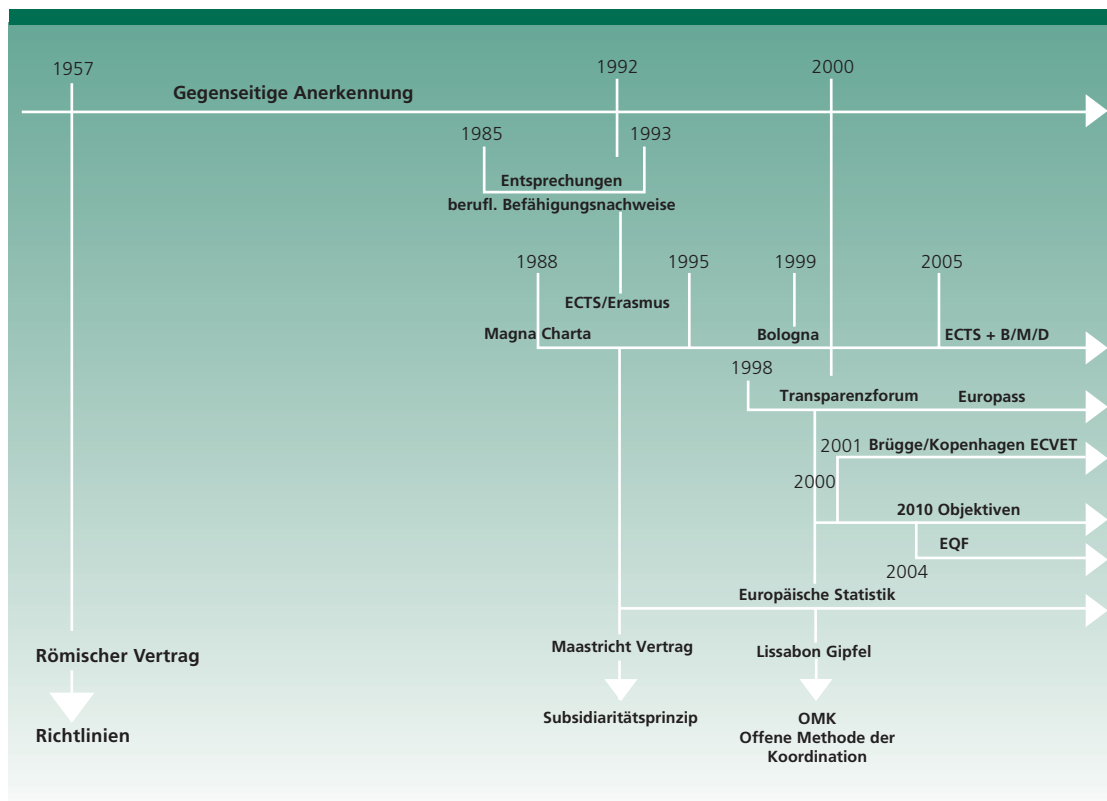 1957
1992
2000
Gegenseitige Anerkennung
1985
1993
Entsprechungen
berufl. Befähigungsnachweise
1988
1995
1999
2005
ECTS/Erasmus
Magna Charta
Bologna
ECTS + B/M/D
1998
Transparenzforum
Europass
2001
Brügge/Kopenhagen ECVET
2000
2010 Objektiven
EQF
2004
Europäische Statistik
Römischer Vertrag
Maastricht Vertrag
Lissabon Gipfel
Richtlinien
Subsidiaritätsprinzip
OMK
Offene Methode der
Koordination